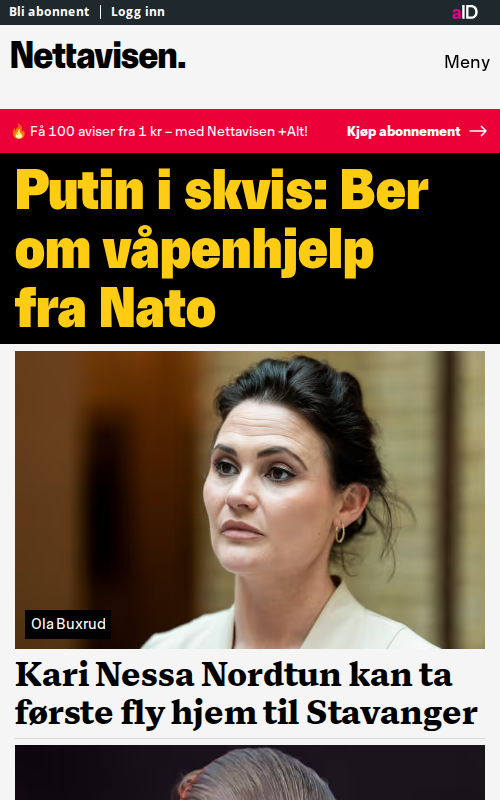 Bli abonnent | Logg inn
aID
Nettavisen.
Meny
🔥 Få 100 aviser fra 1 kr – med Nettavisen +Alt!
Kjøp abonnement →
Putin i skvis: Ber
om våpenhjelp
fra Nato
Ola Buxrud
Kari Nessa Nordtun kan ta
første fly hjem til Stavanger